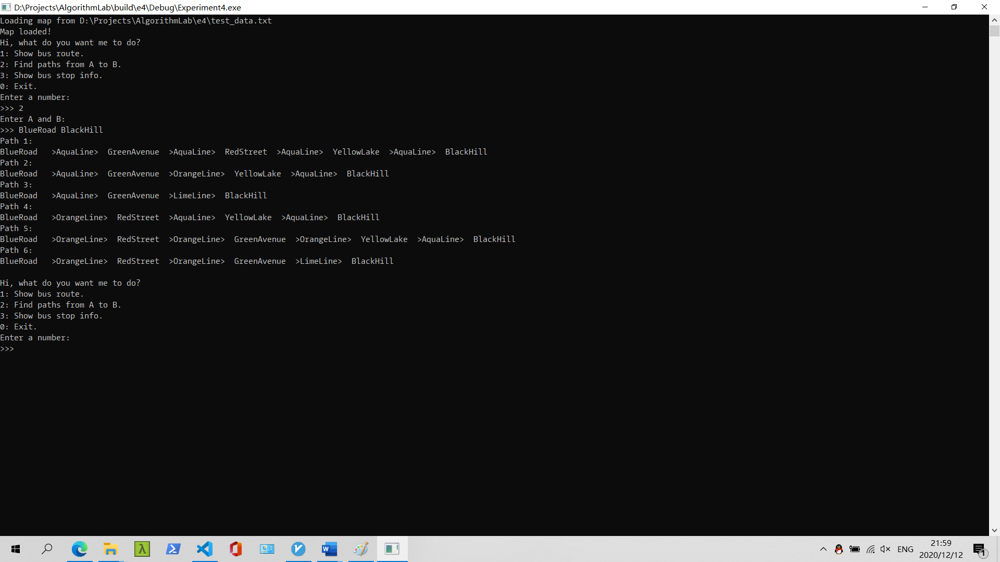 D:\Projects\AlgorithmLab\build\e4\Debug\Experiment4.exe
Loading map from D:\Projects\AlgorithmLab\e4\test_data.txt
Map loaded!
Hi, what do you want me to do?
1: Show bus route.
2: Find paths from A to B.
3: Show bus stop info.
0: Exit.
Enter a number:
>>> 2
Enter A and B:
>>> BlueRoad BlackHill
Path 1:
BlueRoad   >AquaLine>  GreenAvenue  >AquaLine>  RedStreet  >AquaLine>  YellowLake  >AquaLine>  BlackHill
Path 2:
BlueRoad   >AquaLine>  GreenAvenue  >OrangeLine>  YellowLake  >AquaLine>  BlackHill
Path 3:
BlueRoad   >AquaLine>  GreenAvenue  >LimeLine>  BlackHill
Path 4:
BlueRoad   >OrangeLine>  RedStreet  >AquaLine>  YellowLake  >AquaLine>  BlackHill
Path 5:
BlueRoad   >OrangeLine>  RedStreet  >OrangeLine>  GreenAvenue  >OrangeLine>  YellowLake  >AquaLine>  BlackHill
Path 6:
BlueRoad   >OrangeLine>  RedStreet  >OrangeLine>  GreenAvenue  >LimeLine>  BlackHill
Hi, what do you want me to do?
1: Show bus route.
2: Find paths from A to B.
3: Show bus stop info.
0: Exit.
Enter a number:
>>>
ENG
21:59
2020/12/12
1